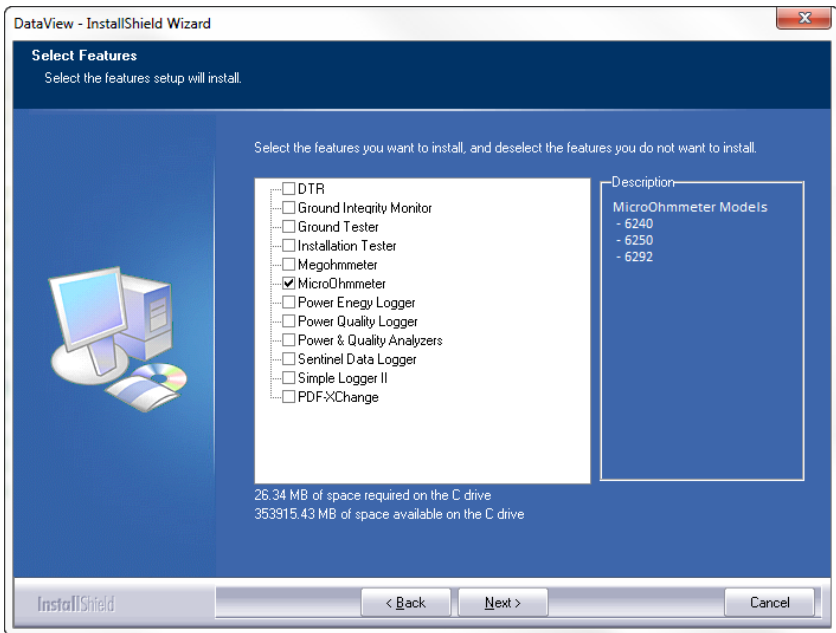 DataView - InstallShield Wizard
Select Features
Select the features setup will install.
Select the features you want to install, and deselect the features you do not want to install.
DTR
Ground Integrity Monitor
Ground Tester
Installation Tester
Megohmmeter
MicroOhmmeter
Power Enegy Logger
Power Quality Logger
Power & Quality Analyzers
Sentinel Data Logger
Simple Logger II
PDF-XChange
Description
MicroOhmmeter Models
- 6240
- 6250
- 6292
26.34 MB of space required on the C drive
353915.43 MB of space available on the C drive
InstallShield
< Back
Next >
Cancel